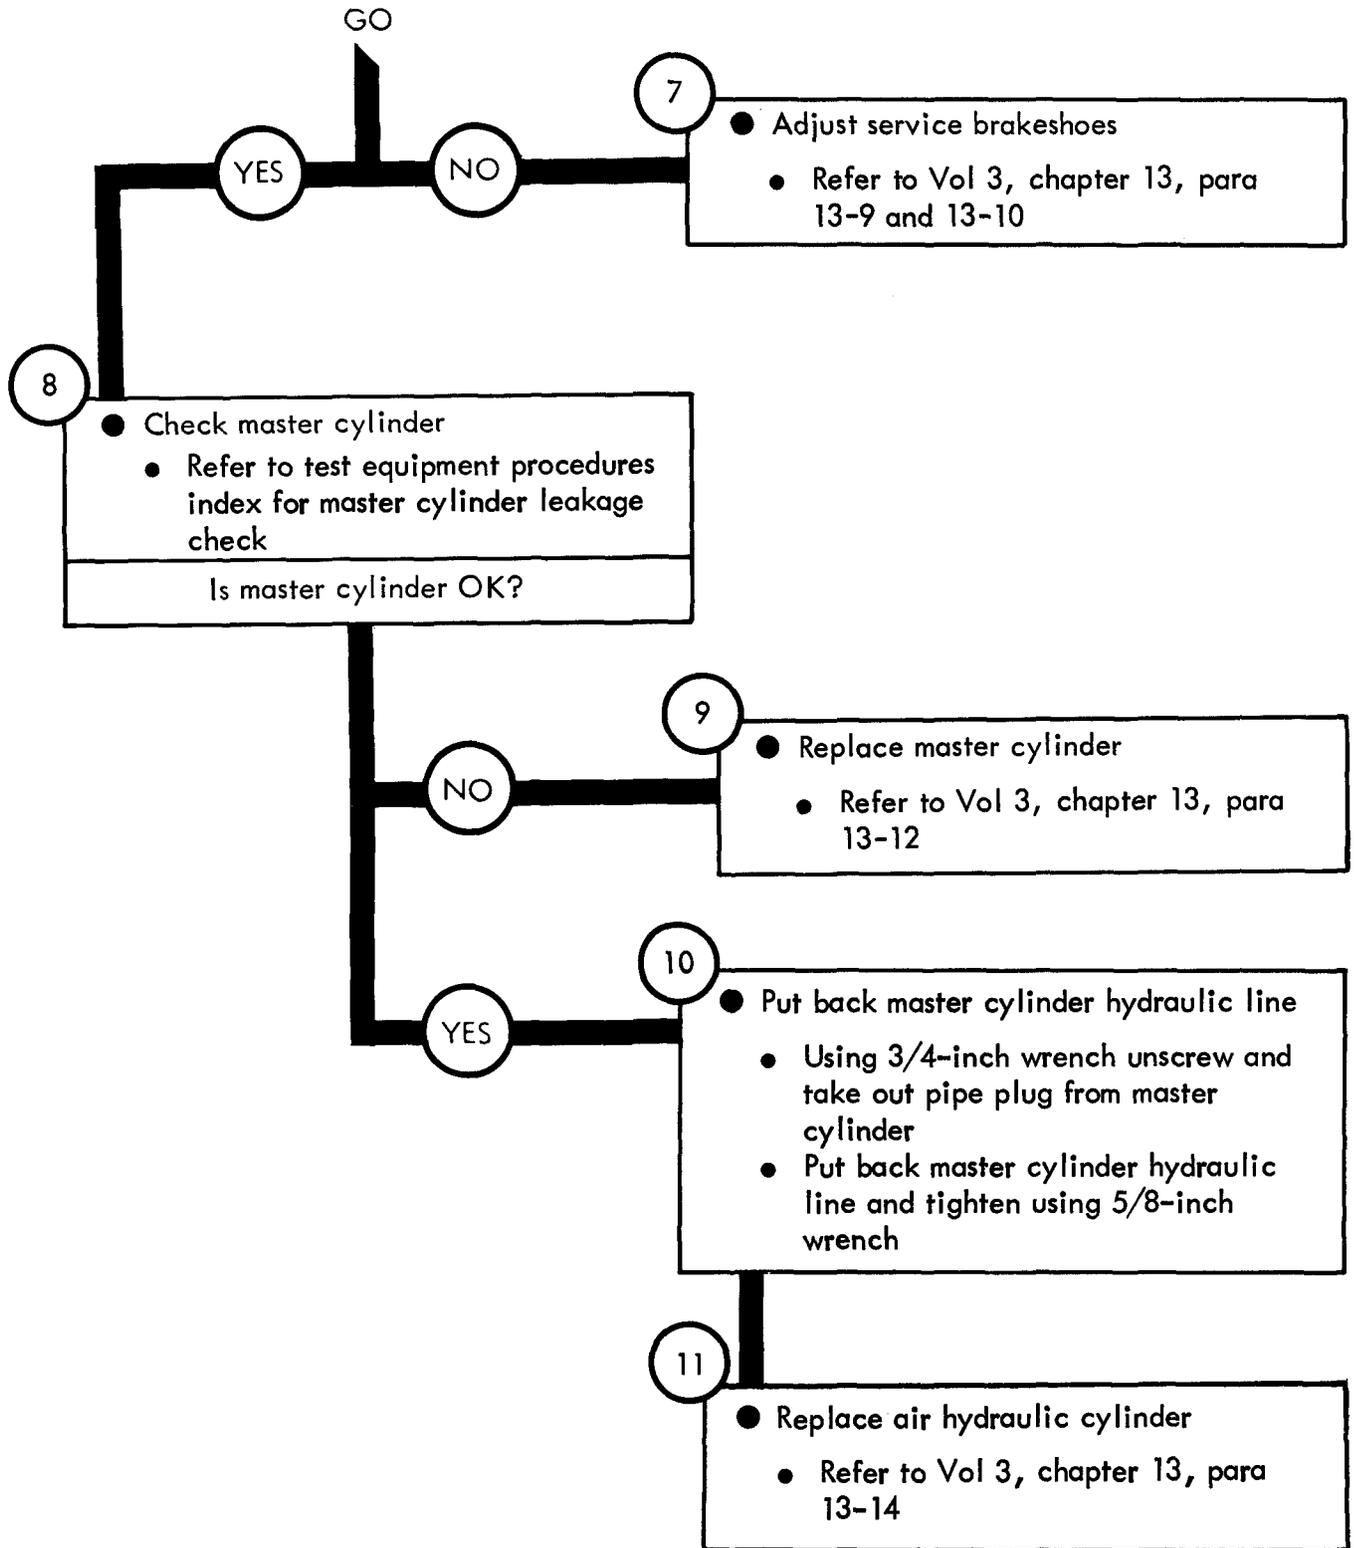 GO
YES
NO
7
● Adjust service brakeshoes
● Refer to Vol 3, chapter 13, para
13-9 and 13-10
8
● Check master cylinder
● Refer to test equipment procedures
index for master cylinder leakage
check
Is master cylinder OK?
NO
9
● Replace master cylinder
● Refer to Vol 3, chapter 13, para
13-12
YES
10
● Put back master cylinder hydraulic line
● Using 3/4-inch wrench unscrew and
take out pipe plug from master
cylinder
● Put back master cylinder hydraulic
line and tighten using 5/8-inch
wrench
11
● Replace air hydraulic cylinder
● Refer to Vol 3, chapter 13, para
13-14